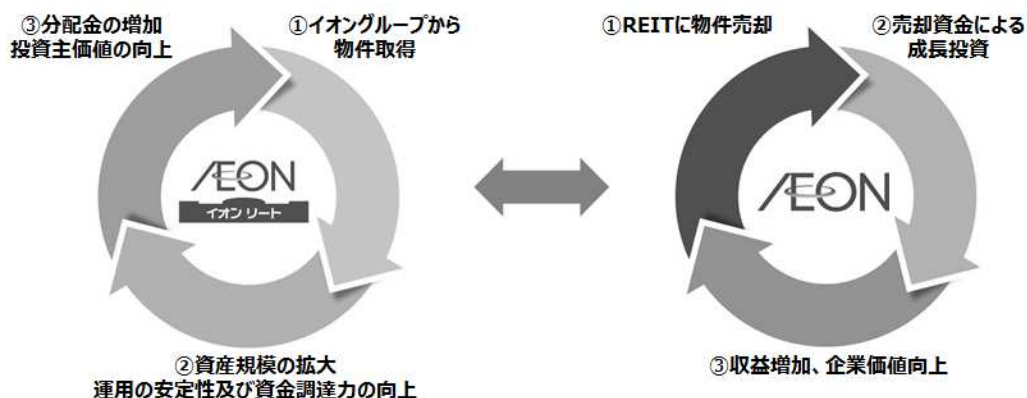 ③分配金の増加
投資主価値の向上
①イオングループから
物件取得
ÆON
イオン リート
②資産規模の拡大
運用の安定性及び資金調達力の向上
①REITに物件売却
②売却資金による
成長投資
ÆON
③収益増加、企業価値向上